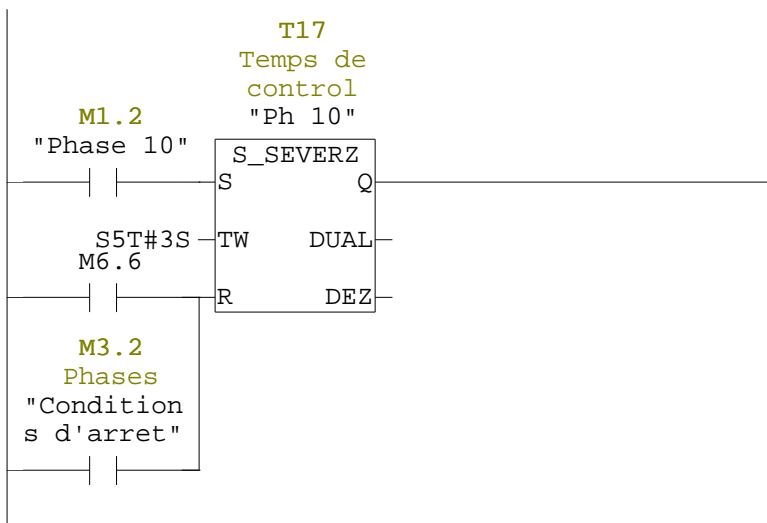 T17
Temps de
control
"Ph 10"
M1.2
"Phase 10"
S_SEVERZ
S Q
S5T#3S TW DUAL
M6.6
R DEZ
M3.2
Phases
"Condition
s d'arret"